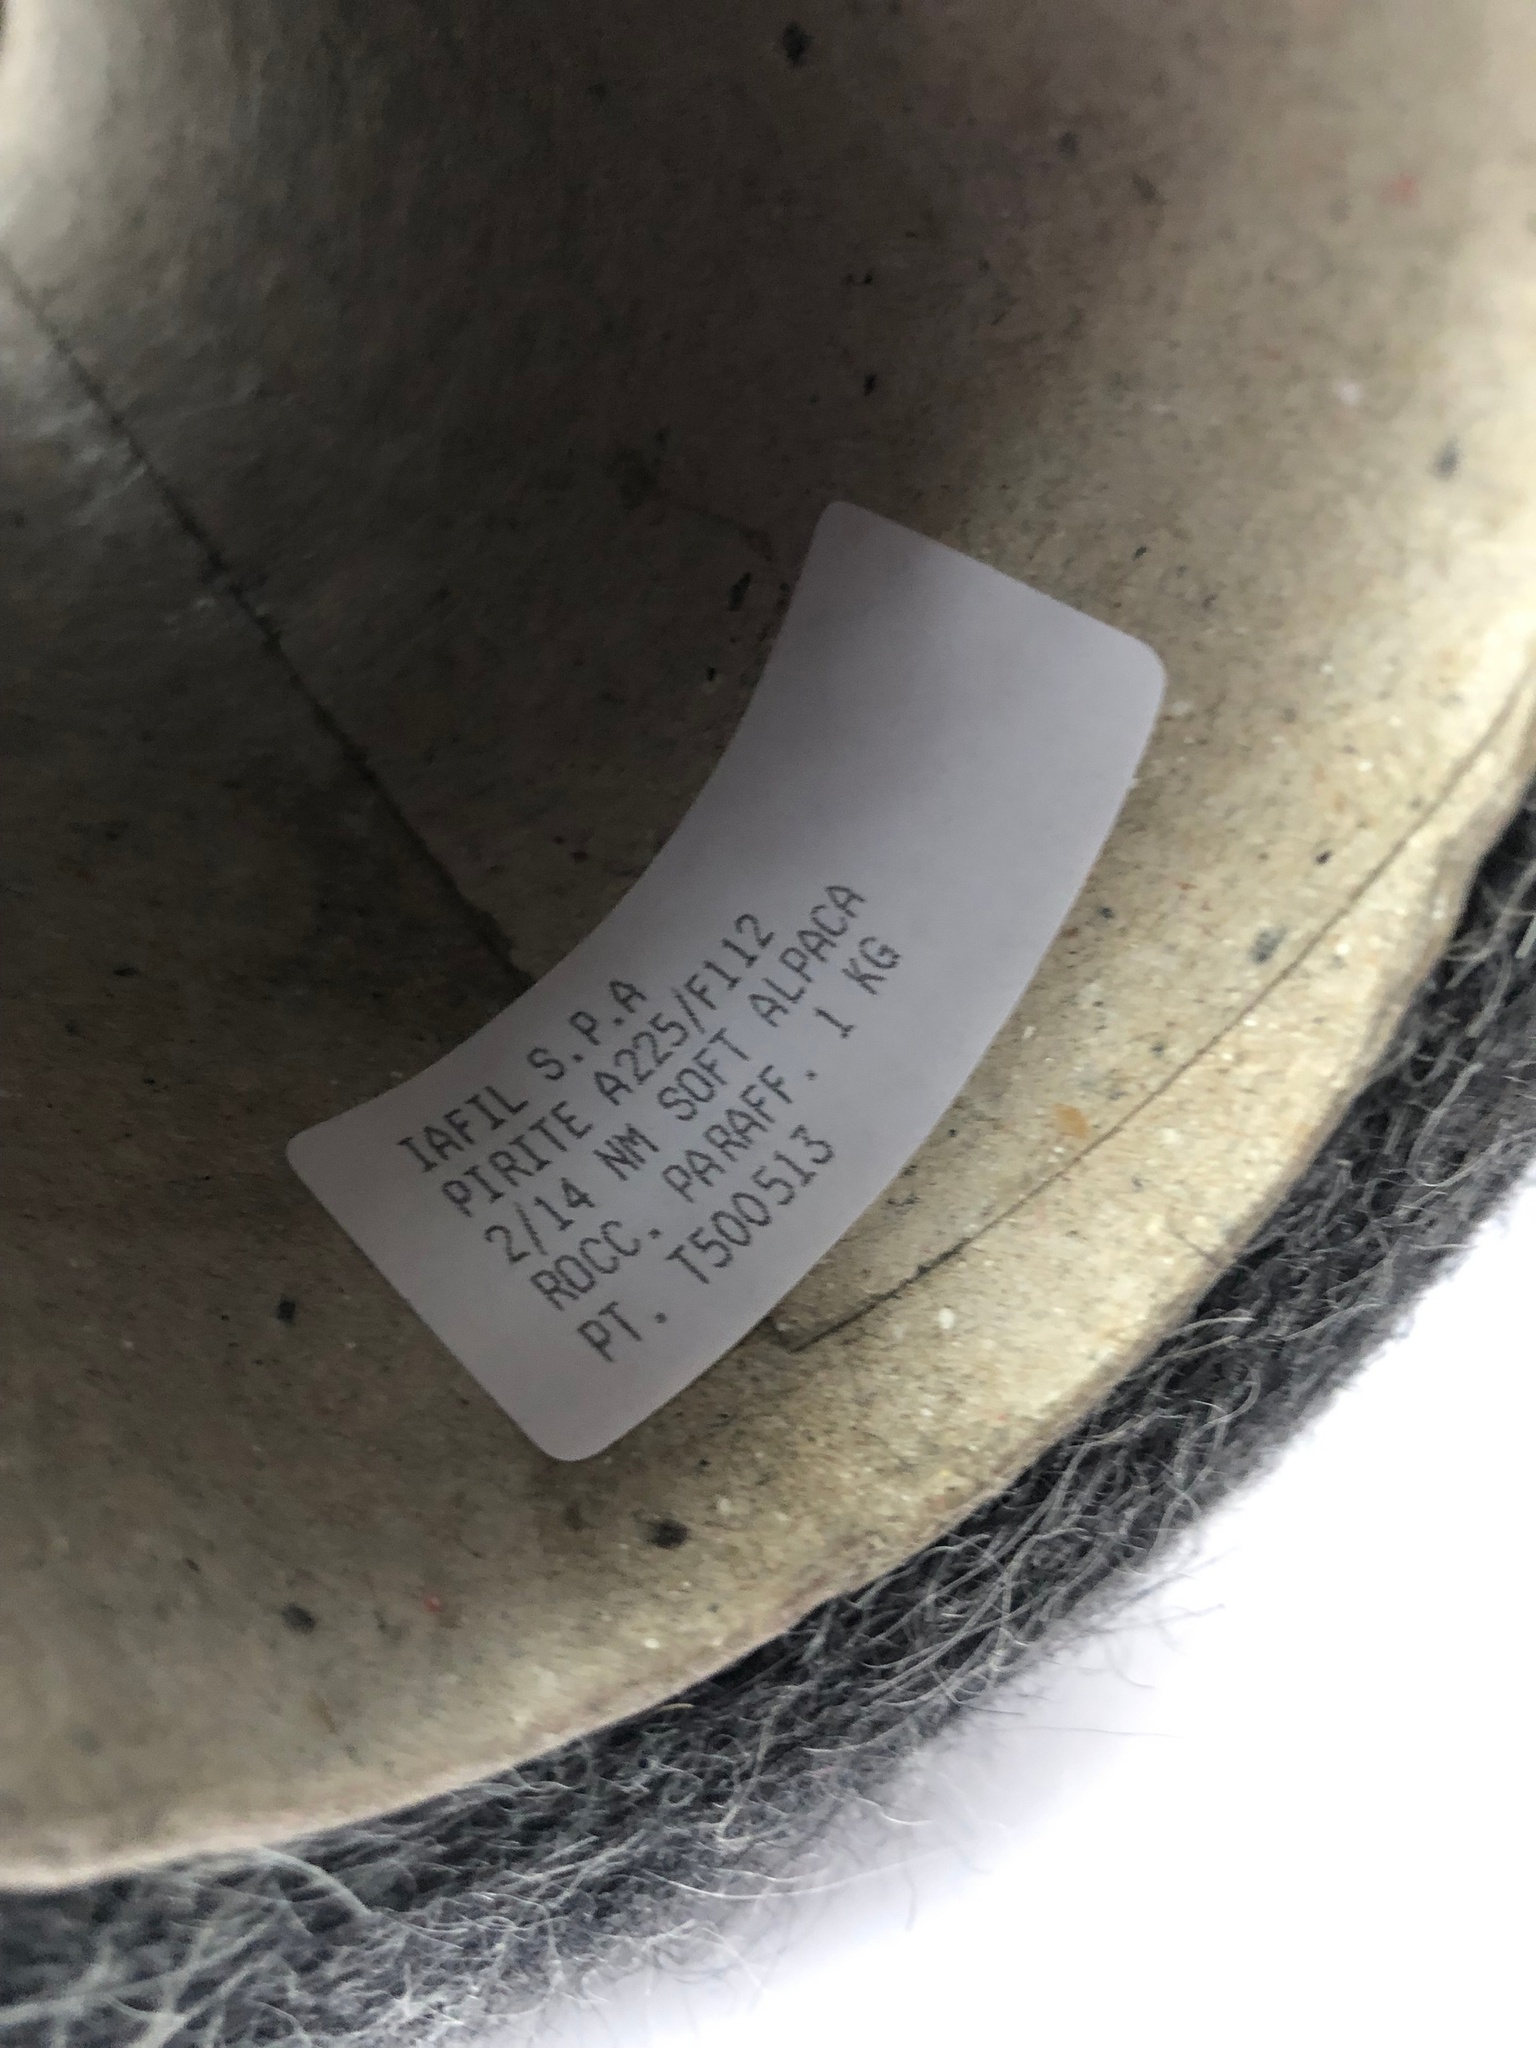 IAFIL S.P.A
PIRITE A225/F112
2/14 NM SOFT ALPACA
ROCC. PARAFF. 1 KG
PT. T500513